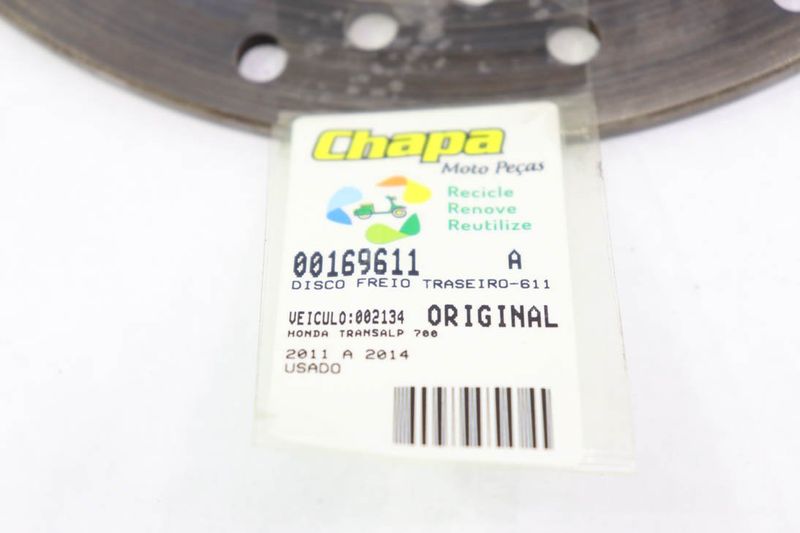 Chapa
Moto Peças
Recicle
Renove
Reutilize
00169611 A
DISCO FREIO TRASEIRO-611
VEICULO:002134 ORIGINAL
HONDA TRANSALP 700
2011 A 2014
USADO